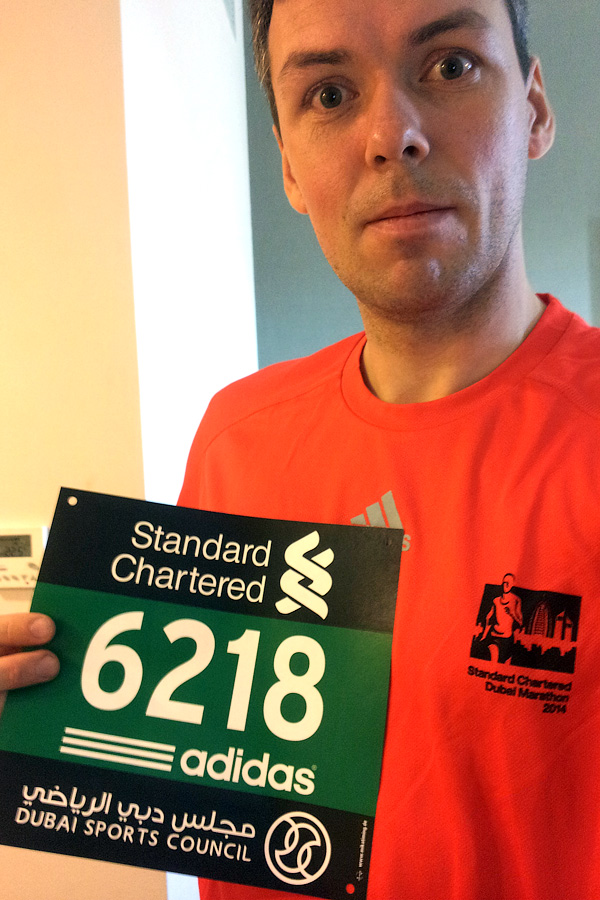 Standard
Chartered
6218
adidas
مجلس دبي الرياضي
DUBAI SPORTS COUNCIL
Standard Chartered
Dubai Marathon
2014